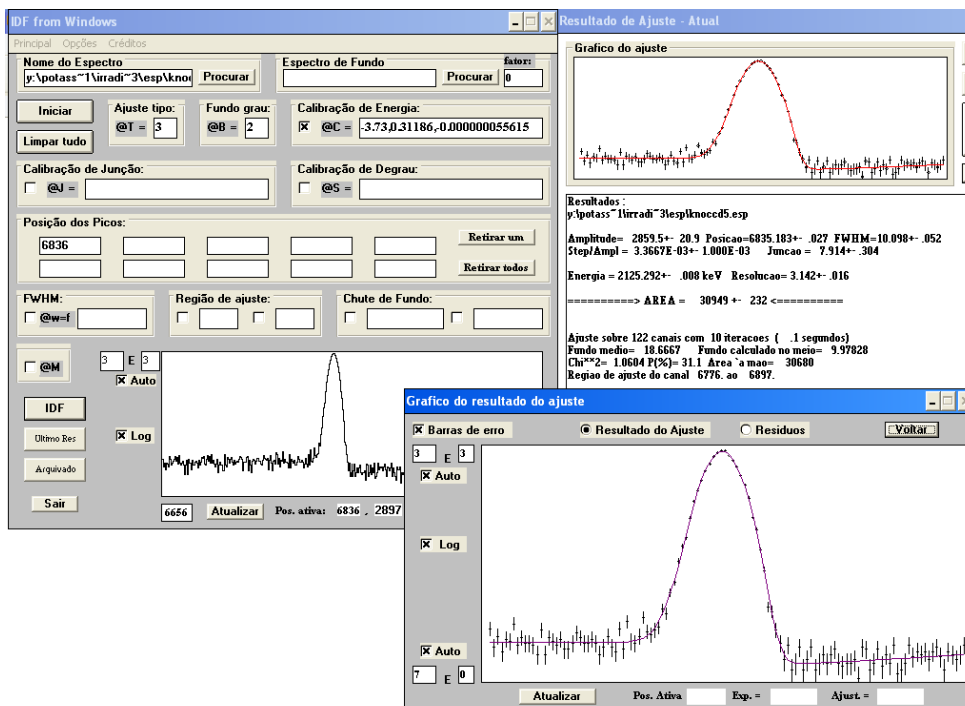 IDF from Windows
Principal Opções Créditos
Nome do Espectro
y:\potass~1\irradi~3\esp\knoc
Procurar
Espectro de Fundo
Procurar
fator:
0
Iniciar
Limpar tudo
Ajuste tipo:
@T = 3
Fundo grau:
@B = 2
Calibração de Energia:
@C = -3.73,0.31186,-0.000000055615
Calibração de Junção:
@J =
Calibração de Degrau:
@S =
Posição dos Picos:
6836
Retirar um
Retirar todos
FWHM:
@w=f
Região de ajuste:
Chute de Fundo:
@M
3 E 3
Auto
IDF
Ultimo Res
Log
Arquivado
Sair
6656
Atualizar
Pos. ativa: 6836 , 2897
Resultado de Ajuste - Atual
Grafico do ajuste
Resultados :
y:\potass~1\irradi~3\esp\knoccd5.esp
Amplitude= 2859.5+- 20.9 Posicao=6835.183+- .027 FWHM=10.098+- .052
Step/Ampl = 3.3667E-03+- 1.000E-03 Juncao = 7.914+- .304
Energia = 2125.292+- .008 keV Resolucao= 3.142+- .016
==========> AREA = 30949 +- 232 <==========
Ajuste sobre 122 canais com 10 iteracoes ( .1 segundos)
Fundo medio= 18.6667 Fundo calculado no meio= 9.97828
Chi**2= 1.0604 P(%)= 31.1 Area `a mao= 30680
Regiao de ajuste do canal 6776. ao 6897.
Grafico do resultado do ajuste
Barras de erro
Resultado do Ajuste
Residuos
Voltar
3 E 3
Auto
Log
Auto
7 E 0
Atualizar
Pos. Ativa
Exp. =
Ajust. =